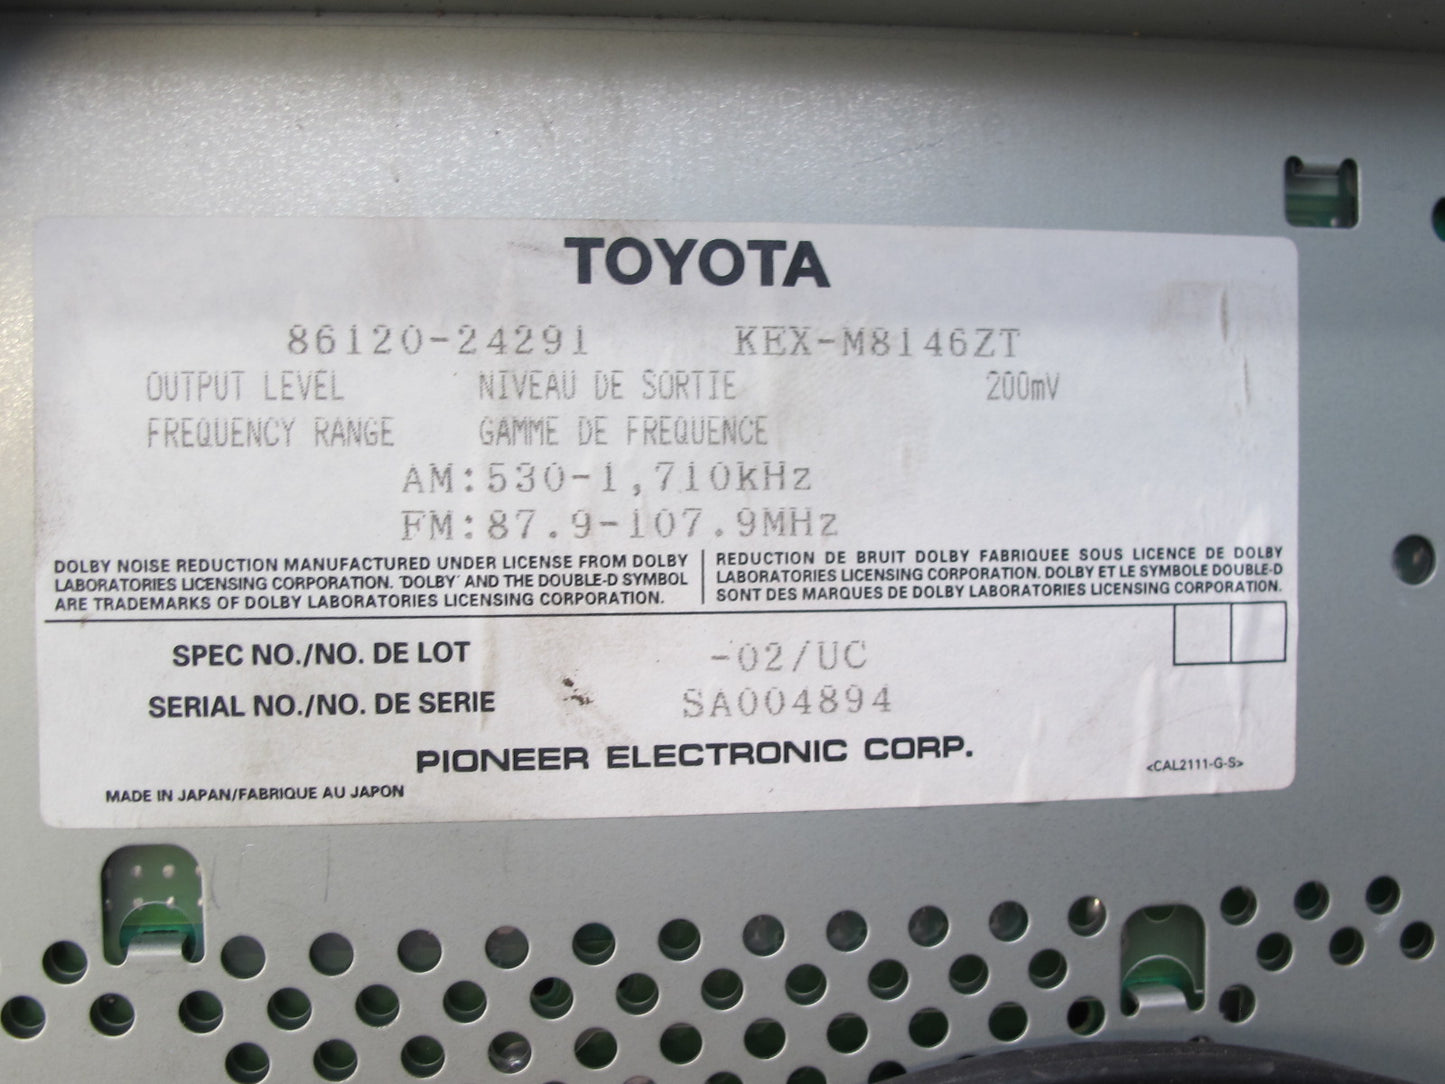 TOYOTA
86120-24291 KEX-M8146ZT
OUTPUT LEVEL NIVEAU DE SORTIE 200mV
FREQUENCY RANGE GAMME DE FREQUENCE
AM:530-1,710kHz
FM:87.9-107.9MHz
DOLBY NOISE REDUCTION MANUFACTURED UNDER LICENSE FROM DOLBY
LABORATORIES LICENSING CORPORATION. 'DOLBY' AND THE DOUBLE-D SYMBOL
ARE TRADEMARKS OF DOLBY LABORATORIES LICENSING CORPORATION.
REDUCTION DE BRUIT DOLBY FABRIQUEE SOUS LICENCE DE DOLBY
LABORATORIES LICENSING CORPORATION. DOLBY ET LE SYMBOLE DOUBLE-D
SONT DES MARQUES DE DOLBY LABORATORIES LICENSING CORPORATION.
SPEC NO./NO. DE LOT -02/UC
SERIAL NO./NO. DE SERIE SA004894
PIONEER ELECTRONIC CORP.
<CAL2111-G-S>
MADE IN JAPAN/FABRIQUE AU JAPON